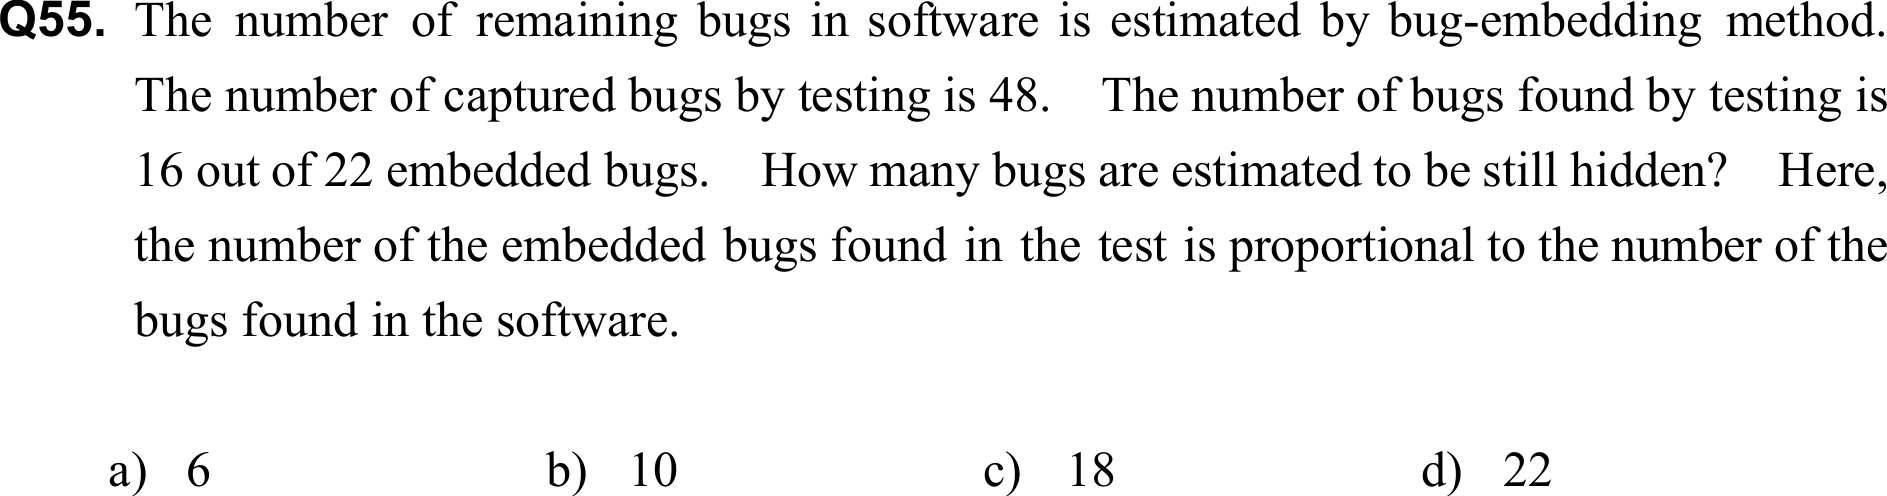 Q55. The number of remaining bugs in software is estimated by bug-embedding method.
The number of captured bugs by testing is 48. The number of bugs found by testing is
16 out of 22 embedded bugs. How many bugs are estimated to be still hidden? Here,
the number of the embedded bugs found in the test is proportional to the number of the
bugs found in the software.
a) 6 b) 10 c) 18 d) 22